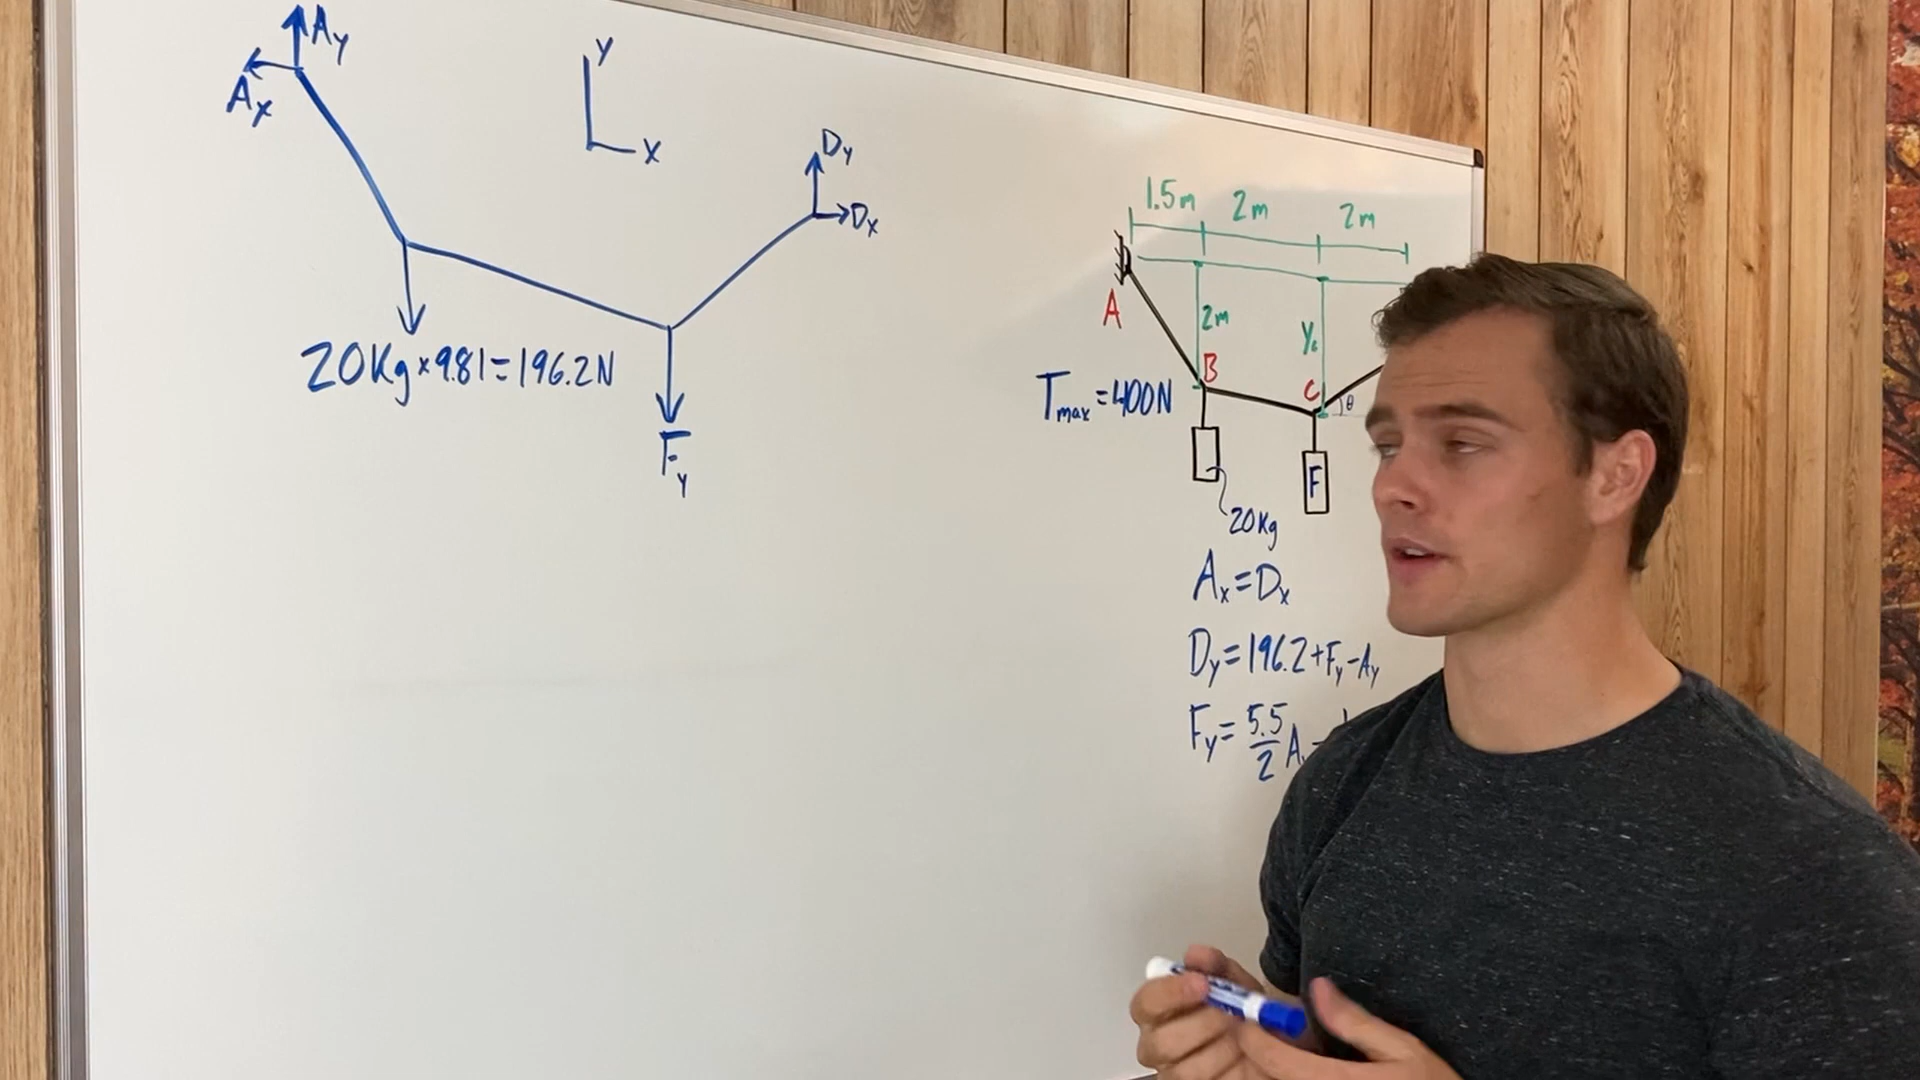 Ay
Ax
Y
X
Dy
Dx
20Kg×9.81=196.2N
Fy
1.5m 2m 2m
A
2m
Yc
B
C
θ
Tmax=400N
F
20Kg
Ax=Dx
Dy=196.2+Fy-Ay
Fy=5.5/2 A